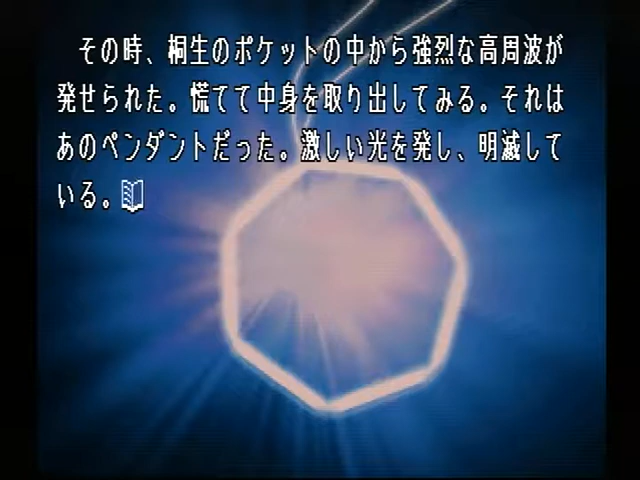 その時、桐生のポケットの中から強烈な高周波が
発せられた。慌てて中身を取り出してみる。それは
あのペンダントだった。激しい光を発し、明滅して
いる。